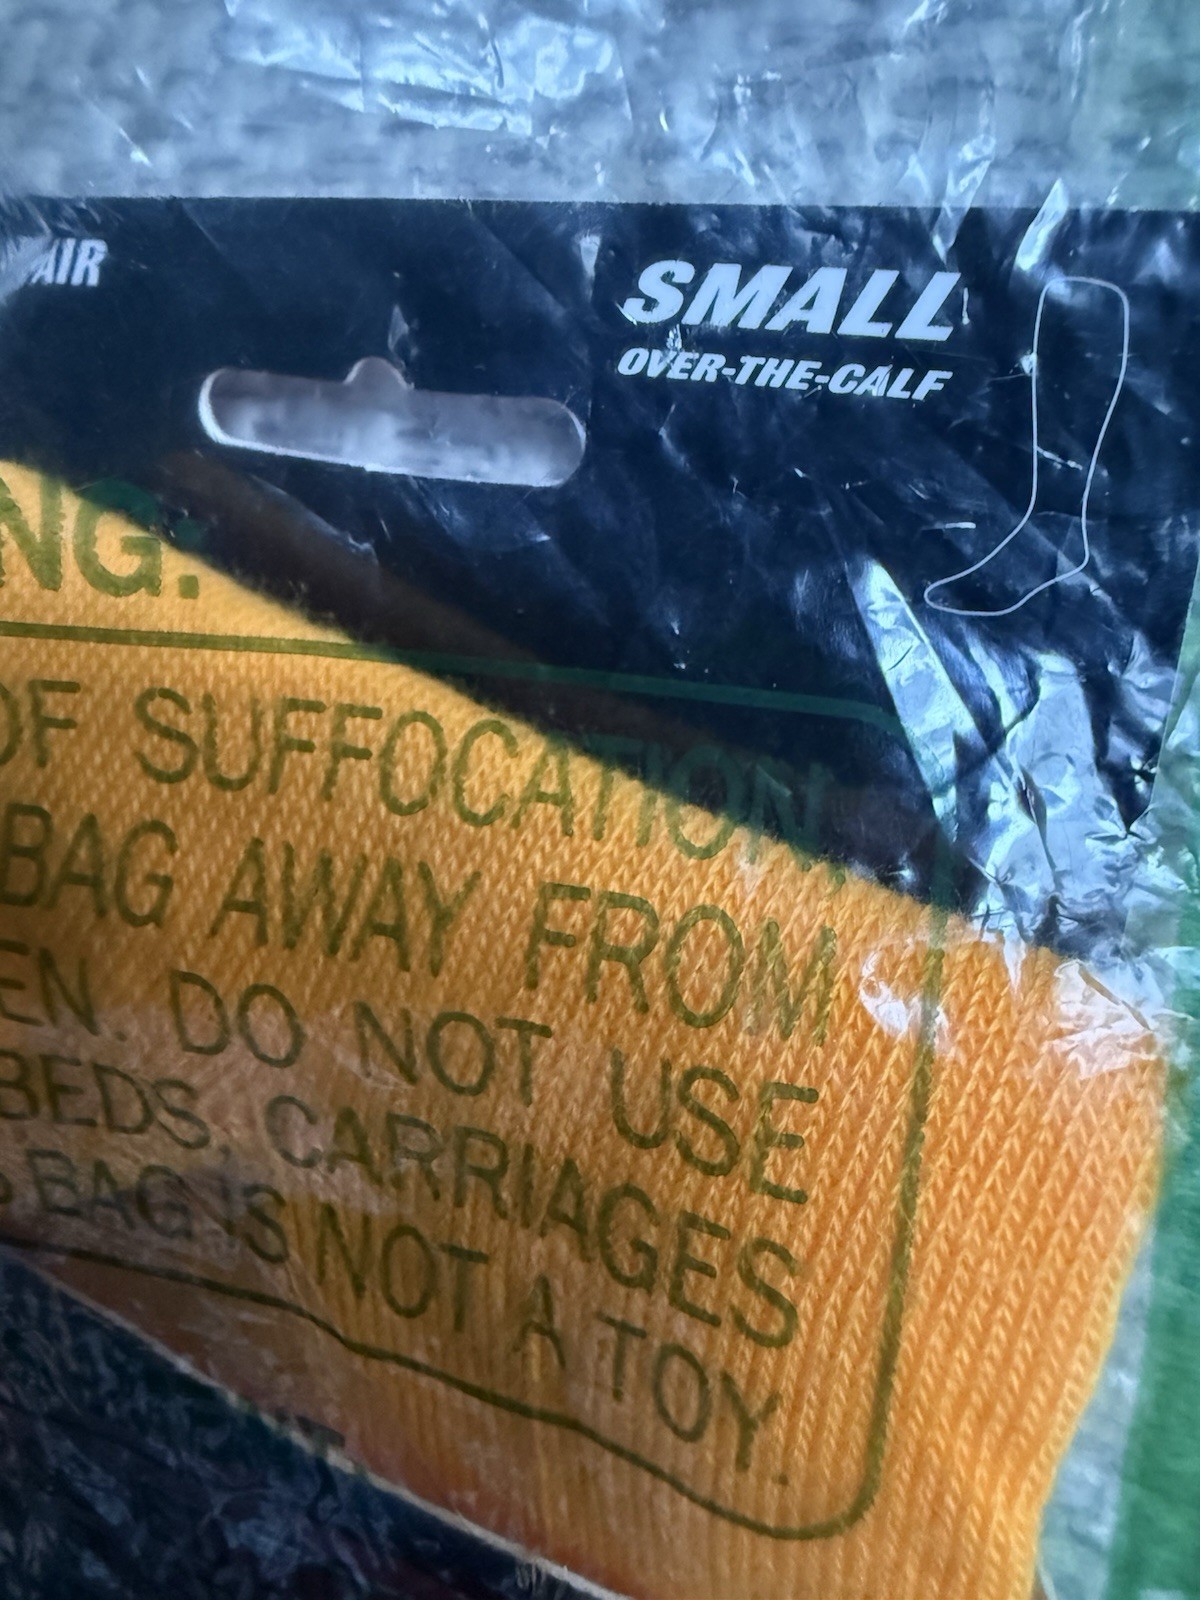 SMALL
OVER-THE-CALF
NG.
OF SUFFOCATION,
BAG AWAY FROM
EN. DO NOT USE
BEDS, CARRIAGES
BAG IS NOT A TOY.